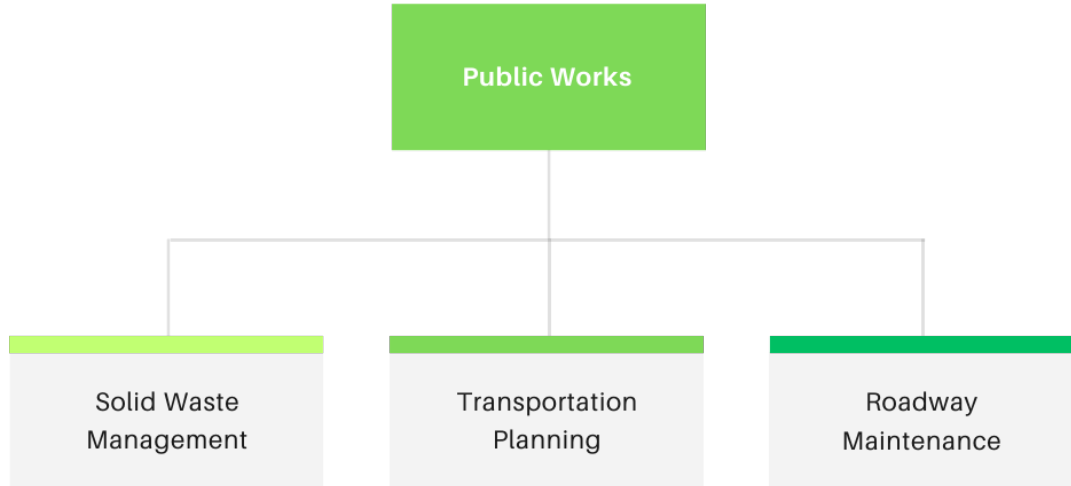 Public Works
Solid Waste
Management
Transportation
Planning
Roadway
Maintenance